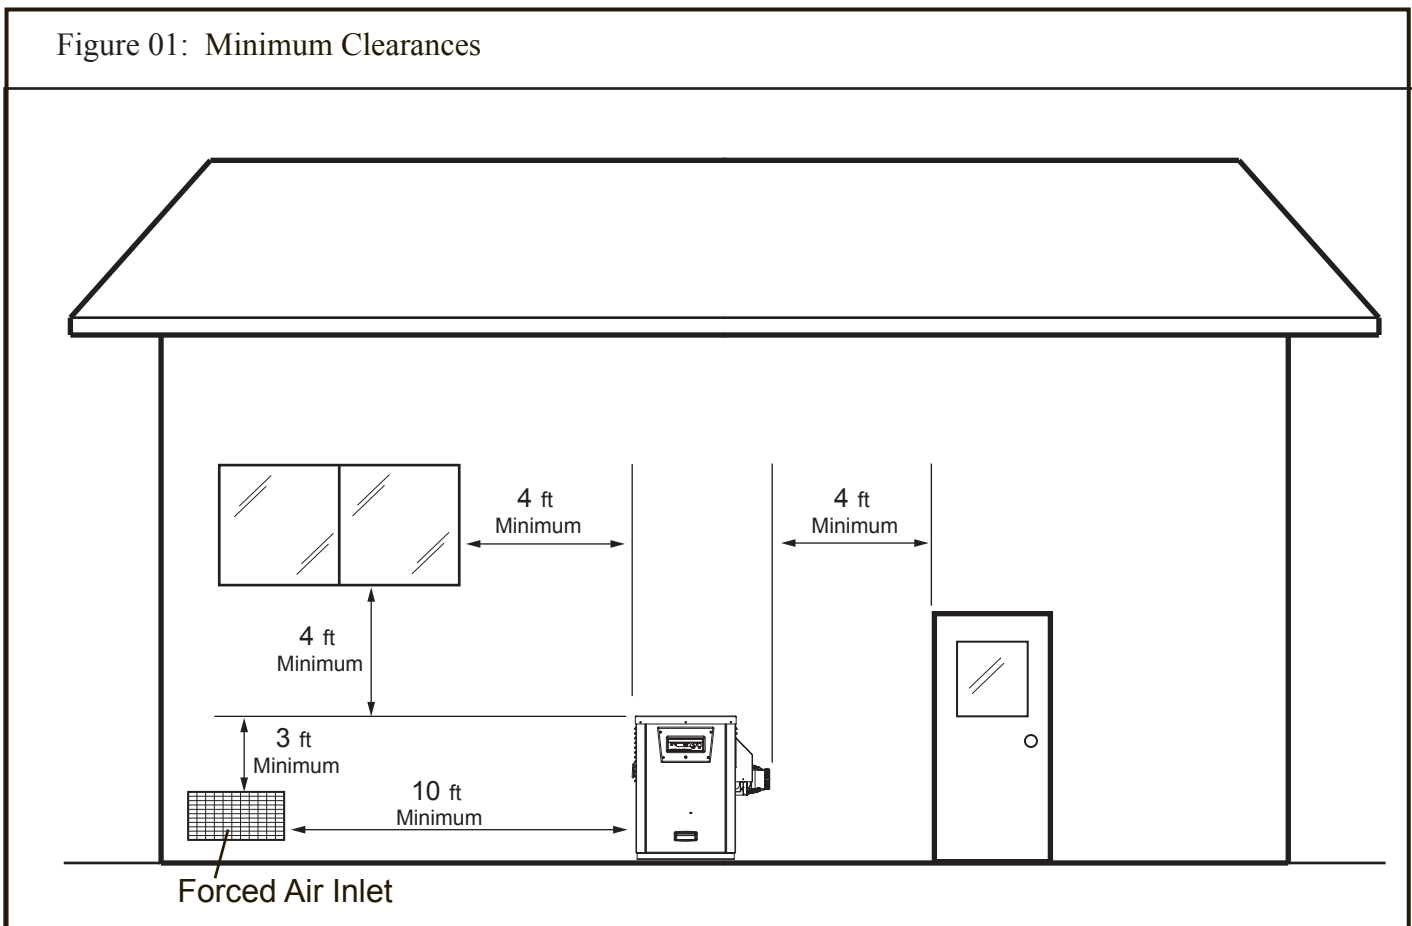 Figure 01:  Minimum Clearances
4 ft
Minimum
4 ft
Minimum
4 ft
Minimum
3 ft
Minimum
10 ft
Minimum
Forced Air Inlet